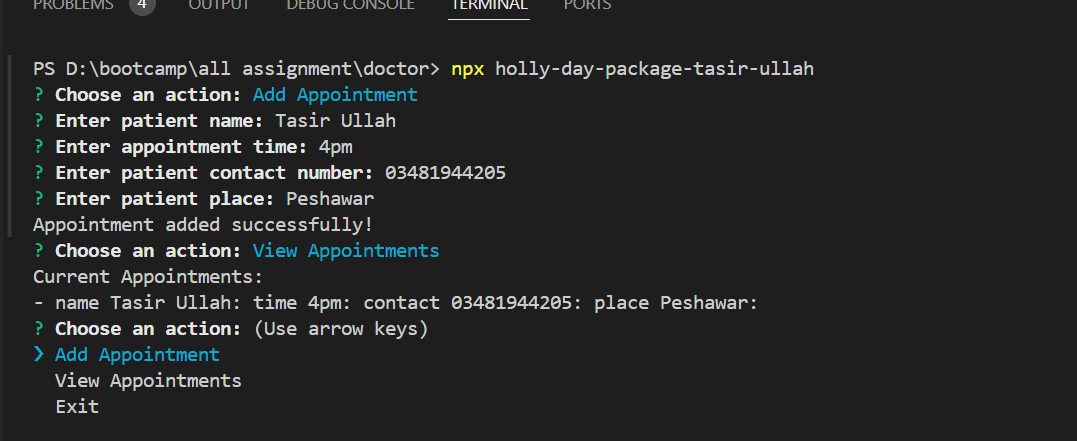 PROBLEMS 4 OUTPUT DEBUG CONSOLE TERMINAL PORTS
PS D:\bootcamp\all assignment\doctor> npx holly-day-package-tasir-ullah
? Choose an action: Add Appointment
? Enter patient name: Tasir Ullah
? Enter appointment time: 4pm
? Enter patient contact number: 03481944205
? Enter patient place: Peshawar
Appointment added successfully!
? Choose an action: View Appointments
Current Appointments:
- name Tasir Ullah: time 4pm: contact 03481944205: place Peshawar:
? Choose an action: (Use arrow keys)
❯ Add Appointment
View Appointments
Exit